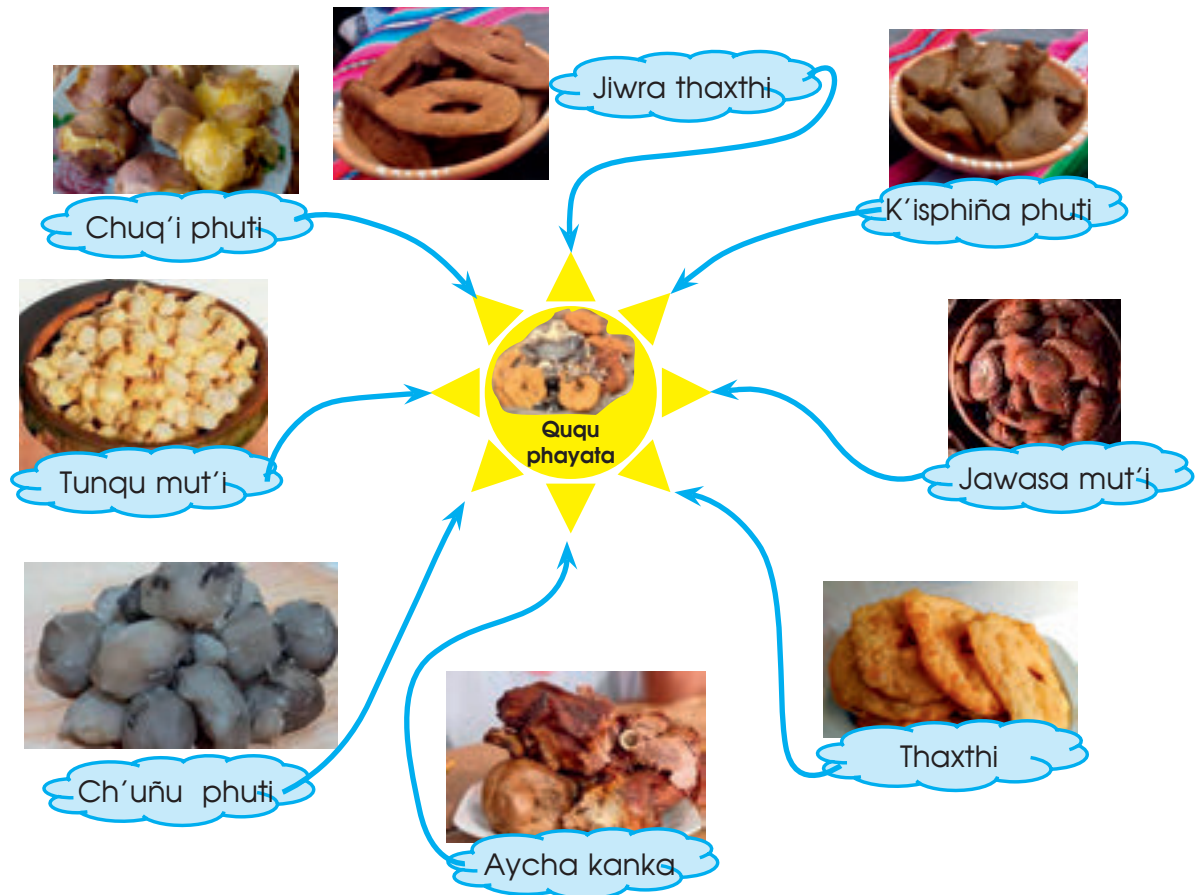 Jiwra thaxthi
K'isphiña phuti
Chuq'i phuti
Tunqu mut'i
Ququ
phayata
Jawasa mut'i
Ch'uñu phuti
Thaxthi
Aycha kanka